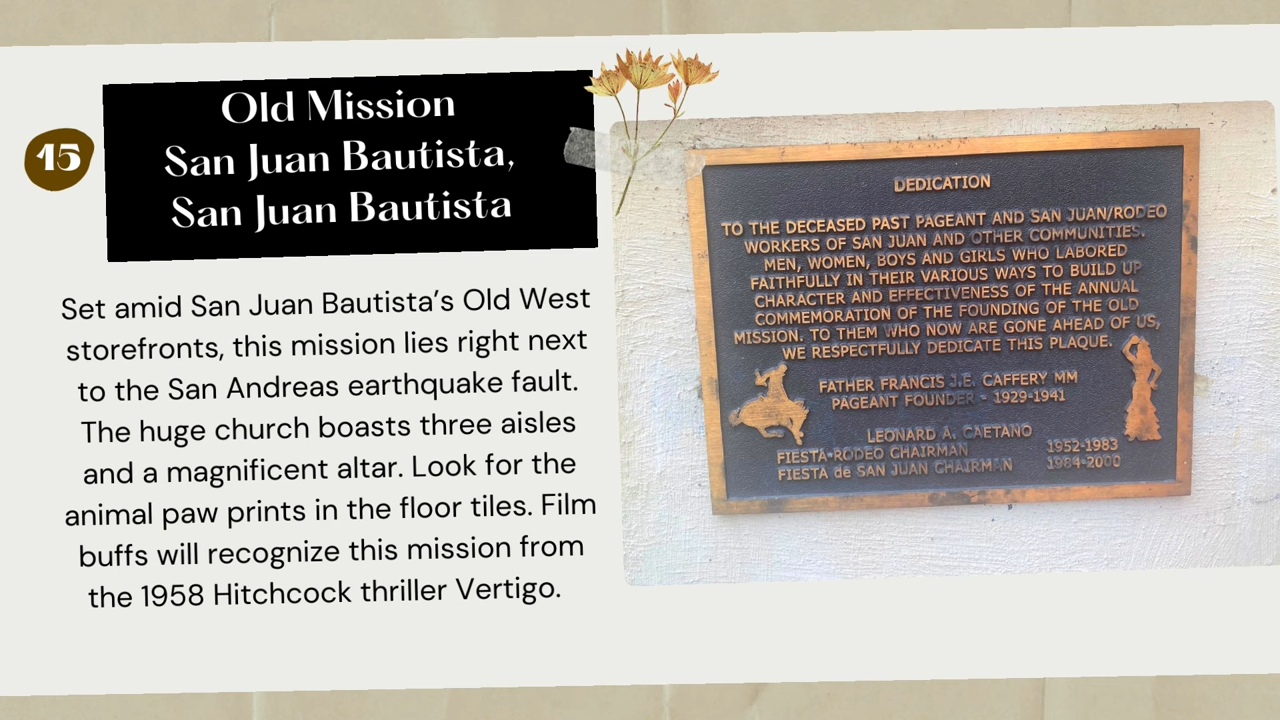 15
Old Mission
San Juan Bautista,
San Juan Bautista
Set amid San Juan Bautista’s Old West
storefronts, this mission lies right next
to the San Andreas earthquake fault.
The huge church boasts three aisles
and a magnificent altar. Look for the
animal paw prints in the floor tiles. Film
buffs will recognize this mission from
the 1958 Hitchcock thriller Vertigo.
DEDICATION
TO THE DECEASED PAST PAGEANT AND SAN JUAN/RODEO
WORKERS OF SAN JUAN AND OTHER COMMUNITIES.
MEN, WOMEN, BOYS AND GIRLS WHO LABORED
FAITHFULLY IN THEIR VARIOUS WAYS TO BUILD UP
CHARACTER AND EFFECTIVENESS OF THE ANNUAL
COMMEMORATION OF THE FOUNDING OF THE OLD
MISSION. TO THEM WHO NOW ARE GONE AHEAD OF US,
WE RESPECTFULLY DEDICATE THIS PLAQUE.
FATHER FRANCIS J.E. CAFFERY MM
PAGEANT FOUNDER - 1929-1941
LEONARD A. CAETANO
FIESTA-RODEO CHAIRMAN 1952-1983
FIESTA de SAN JUAN CHAIRMAN 1984-2000